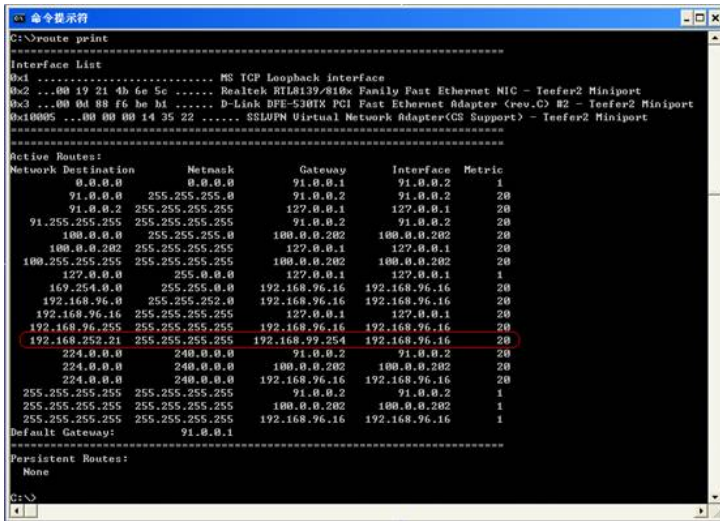 命令提示符
C:\>route print
===========================================================================
Interface List
0x1 ........................... MS TCP Loopback interface
0x2 ...00 19 21 4b 6e 5c ...... Realtek RTL8139/810x Family Fast Ethernet NIC - Teefer2 Miniport
0x3 ...00 0d 88 f6 be b1 ...... D-Link DFE-530TX PCI Fast Ethernet Adapter (rev.C) #2 - Teefer2 Miniport
0x10005 ...00 00 00 14 35 22 ...... SSLVPN Virtual Network Adapter(CS Support) - Teefer2 Miniport
===========================================================================
===========================================================================
Active Routes:
Network Destination Netmask Gateway Interface Metric
0.0.0.0 0.0.0.0 91.0.0.1 91.0.0.2 1
91.0.0.0 255.255.255.0 91.0.0.2 91.0.0.2 20
91.0.0.2 255.255.255.255 127.0.0.1 127.0.0.1 20
91.255.255.255 255.255.255.255 91.0.0.2 91.0.0.2 20
100.0.0.0 255.255.255.0 100.0.0.202 100.0.0.202 20
100.0.0.202 255.255.255.255 127.0.0.1 127.0.0.1 20
100.255.255.255 255.255.255.255 100.0.0.202 100.0.0.202 20
127.0.0.0 255.0.0.0 127.0.0.1 127.0.0.1 1
169.254.0.0 255.255.0.0 192.168.96.16 192.168.96.16 20
192.168.96.0 255.255.252.0 192.168.96.16 192.168.96.16 20
192.168.96.16 255.255.255.255 127.0.0.1 127.0.0.1 20
192.168.96.255 255.255.255.255 192.168.96.16 192.168.96.16 20
192.168.252.21 255.255.255.255 192.168.99.254 192.168.96.16 20
224.0.0.0 240.0.0.0 91.0.0.2 91.0.0.2 20
224.0.0.0 240.0.0.0 100.0.0.202 100.0.0.202 20
224.0.0.0 240.0.0.0 192.168.96.16 192.168.96.16 20
255.255.255.255 255.255.255.255 91.0.0.2 91.0.0.2 1
255.255.255.255 255.255.255.255 100.0.0.202 100.0.0.202 1
255.255.255.255 255.255.255.255 192.168.96.16 192.168.96.16 1
Default Gateway: 91.0.0.1
===========================================================================
Persistent Routes:
None
C:\>